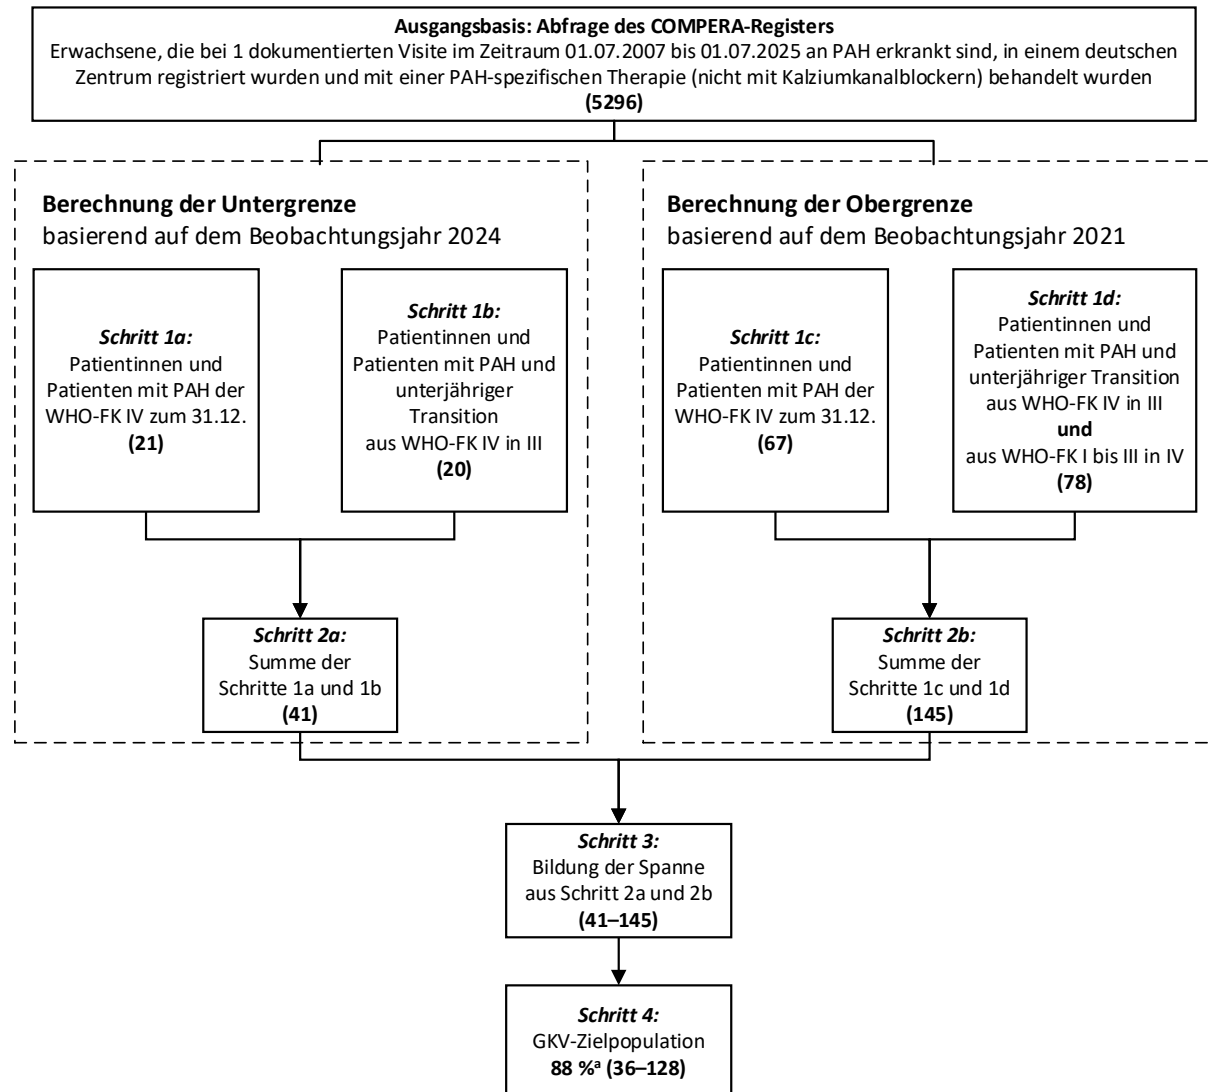 Ausgangsbasis: Abfrage des COMPERA-Registers
Erwachsene, die bei 1 dokumentierten Visite im Zeitraum 01.07.2007 bis 01.07.2025 an PAH erkrankt sind, in einem deutschen
Zentrum registriert wurden und mit einer PAH-spezifischen Therapie (nicht mit Kalziumkanalblockern) behandelt wurden
(5296)
Berechnung der Untergrenze
basierend auf dem Beobachtungsjahr 2024
Schritt 1a:
Patientinnen und
Patienten mit PAH der
WHO-FK IV zum 31.12.
(21)
Schritt 1b:
Patientinnen und
Patienten mit PAH und
unterjähriger
Transition
aus WHO-FK IV in III
(20)
Schritt 2a:
Summe der
Schritte 1a und 1b
(41)
Berechnung der Obergrenze
basierend auf dem Beobachtungsjahr 2021
Schritt 1c:
Patientinnen und
Patienten mit PAH der
WHO-FK IV zum 31.12.
(67)
Schritt 1d:
Patientinnen und
Patienten mit PAH und
unterjähriger Transition
aus WHO-FK IV in III
und
aus WHO-FK I bis III in IV
(78)
Schritt 2b:
Summe der
Schritte 1c und 1d
(145)
Schritt 3:
Bildung der Spanne
aus Schritt 2a und 2b
(41–145)
Schritt 4:
GKV-Zielpopulation
88 %ª (36–128)